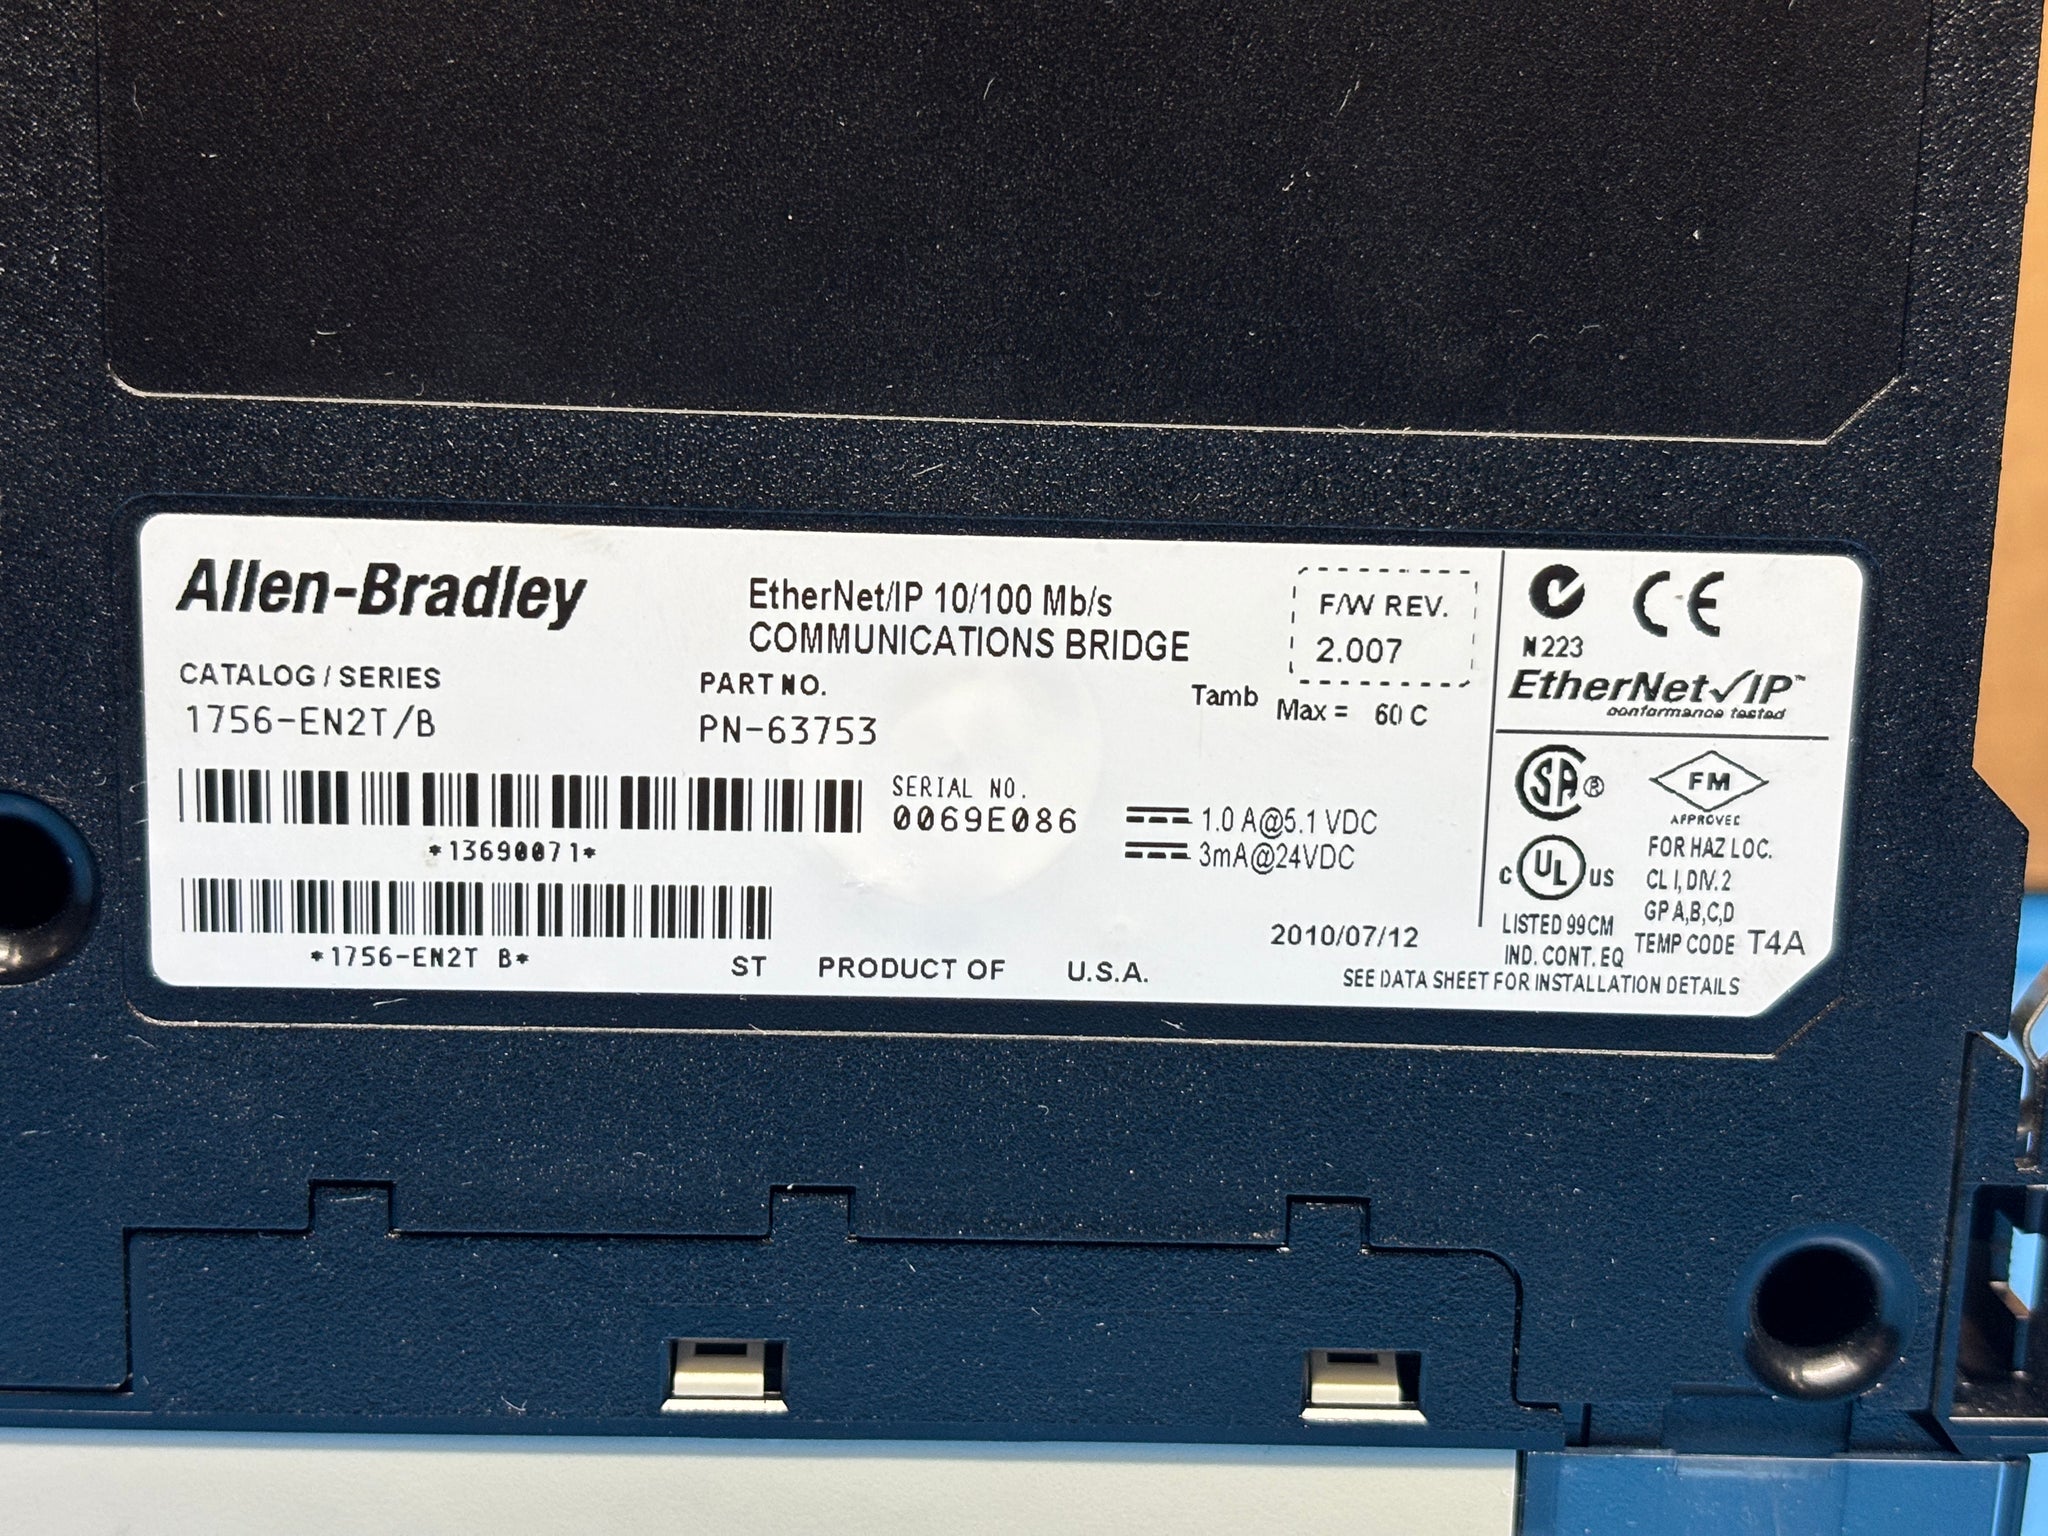 Allen-Bradley
EtherNet/IP 10/100 Mb/s
COMMUNICATIONS BRIDGE
F/W REV.
2.007
CATALOG / SERIES
1756-EN2T/B
PART NO.
PN-63753
Tamb Max = 60 C
*13690071*
SERIAL NO.
0069E086
1.0 A@5.1 VDC
3mA@24VDC
*1756-EN2T B*
ST PRODUCT OF U.S.A.
2010/07/12
N223
CE
EtherNet/IP™
conformance tested
SA®
FM
APPROVED
C UL US
LISTED 99CM
IND. CONT. EQ
FOR HAZ LOC.
CL I, DIV. 2
GP A,B,C,D
TEMP CODE T4A
SEE DATA SHEET FOR INSTALLATION DETAILS